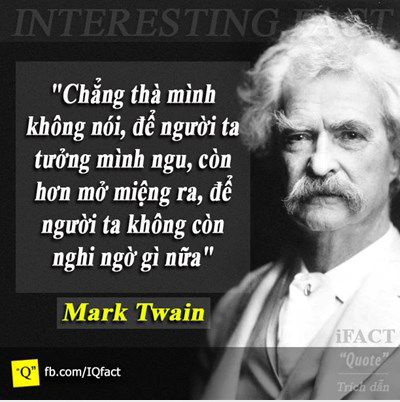 INTERESTING FACT
"Chẳng thà mình
không nói, để người ta
tưởng mình ngu, còn
hơn mở miệng ra, để
người ta không còn
nghi ngờ gì nữa"
Mark Twain
iFACT
"Quote"
Trích dẫn
"Q" fb.com/IQfact